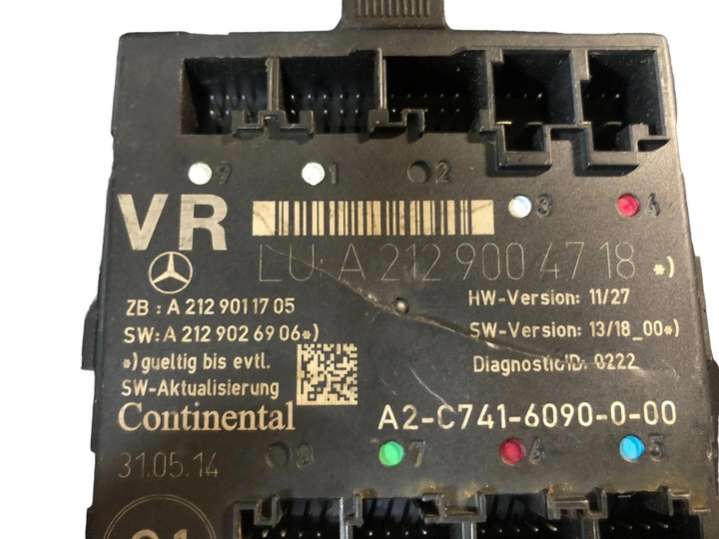 9 1 2 3 4
VR
LU: A 212 900 47 18 *)
ZB : A 212 901 17 05
HW-Version: 11/27
SW: A 212 902 69 06*)
SW-Version: 13/18_00*)
*) gueltig bis evtl.
DiagnosticID: 0222
SW-Aktualisierung
Continental
A2-C741-6090-0-00
31.05.14
8 7 6 5